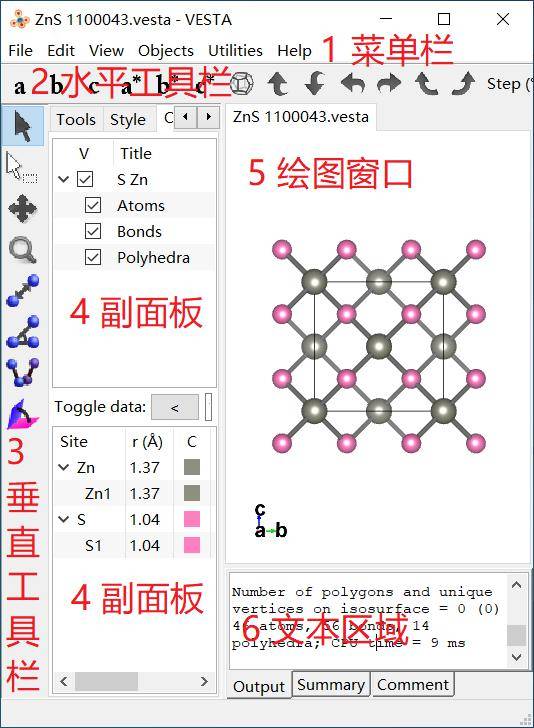 ZnS 1100043.vesta - VESTA
File Edit View Objects Utilities Help
1 菜单栏
a b c a* b* c* Step (°
2 水平工具栏
Tools Style C
ZnS 1100043.vesta
V Title
S Zn
Atoms
Bonds
Polyhedra
4 副面板
5 绘图窗口
Toggle data: <
Site r (Å) C
Zn 1.37
Zn1 1.37
S 1.04
S1 1.04
4 副面板
3 垂直工具栏
c
a b
Number of polygons and unique
vertices on isosurface = 0 (0)
atoms, bonds, 14
polyhedra; CPU time = 9 ms
6 文本区域
Output Summary Comment